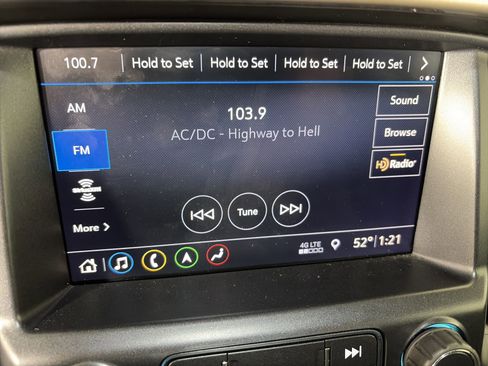 100.7 Hold to Set Hold to Set Hold to Set Hold to Set
AM
103.9
Sound
AC/DC - Highway to Hell
FM
Browse
HD Radio
SiriusXM
Tune
More
4G LTE
52° 1:21